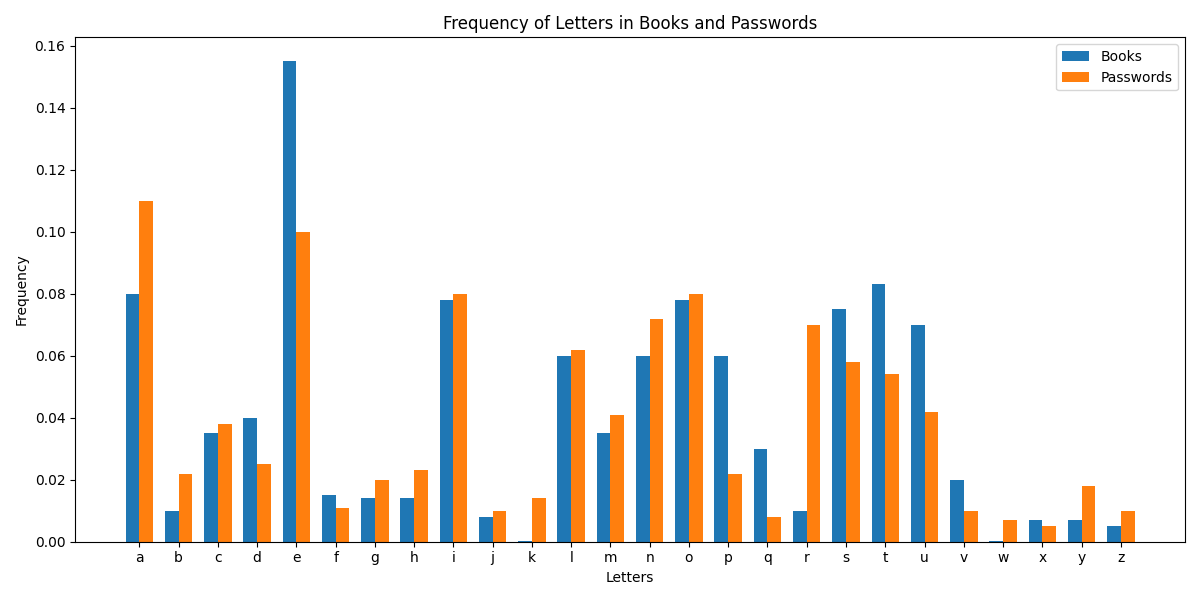 Frequency of Letters in Books and Passwords
Books
Passwords
Frequency
0.16
0.14
0.12
0.10
0.08
0.06
0.04
0.02
0.00
a b c d e f g h i j k l m n o p q r s t u v w x y z
Letters